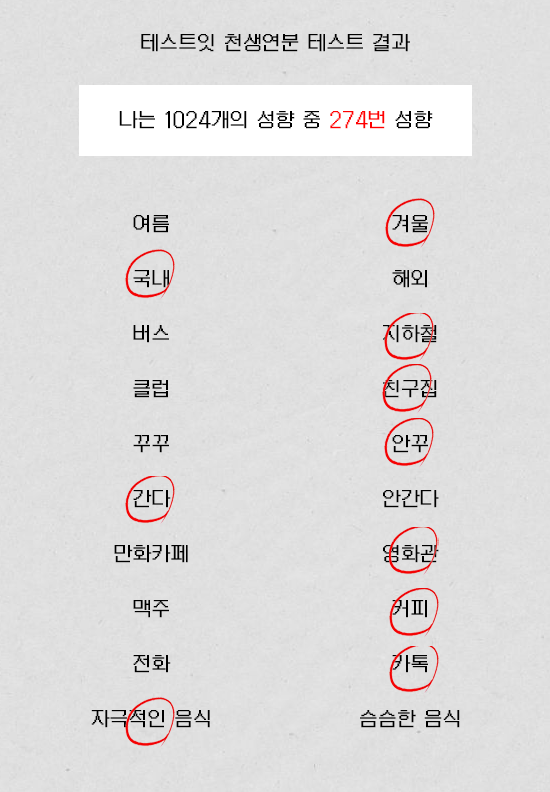 테스트잇 천생연분 테스트 결과
나는 1024개의 성향 중 274번 성향
여름 겨울
국내 해외
버스 지하철
클럽 친구집
꾸꾸 안꾸
간다 안간다
만화카페 영화관
맥주 커피
전화 카톡
자극적인 음식 슴슴한 음식